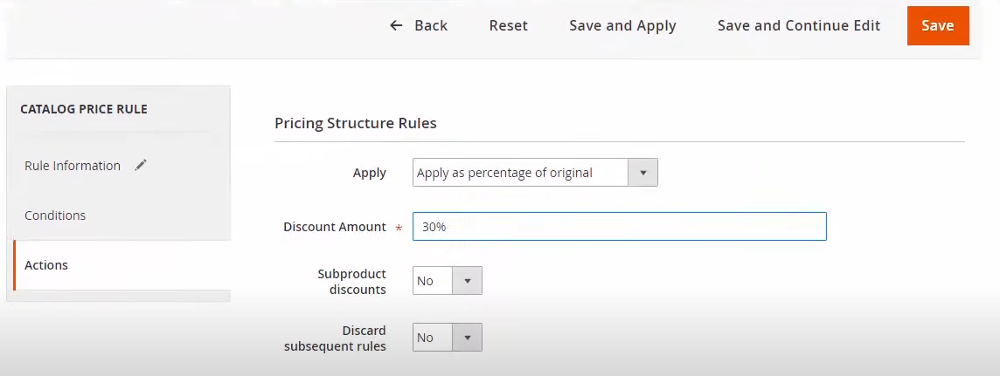 ← Back Reset Save and Apply Save and Continue Edit Save
CATALOG PRICE RULE
Rule Information
Conditions
Actions
Pricing Structure Rules
Apply Apply as percentage of original
Discount Amount * 30%
Subproduct
discounts No
Discard
subsequent rules No